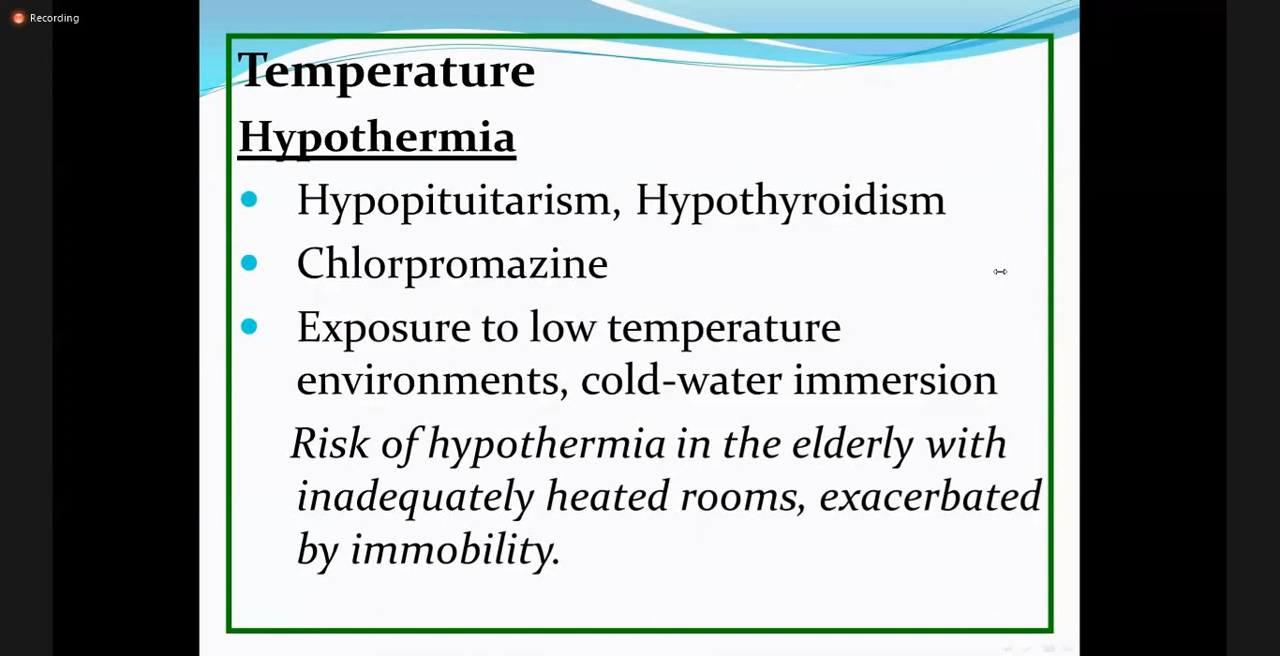 Recording
Temperature
Hypothermia
• Hypopituitarism, Hypothyroidism
• Chlorpromazine
• Exposure to low temperature
environments, cold-water immersion
Risk of hypothermia in the elderly with
inadequately heated rooms, exacerbated
by immobility.